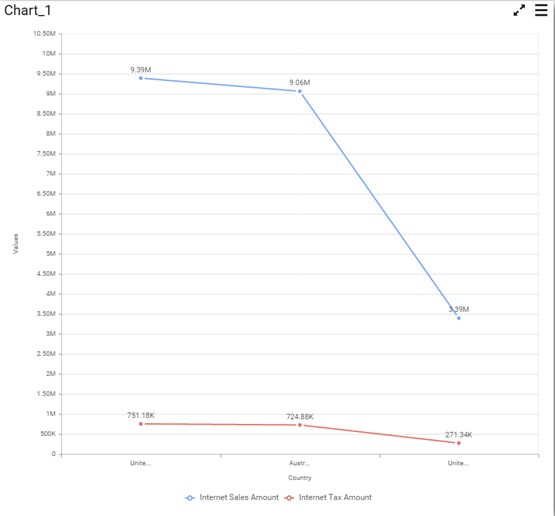 Chart_1
10.50M
10M
9.50M
9M
8.50M
8M
7.50M
7M
6.50M
6M
5.50M
5M
4.50M
4M
3.50M
3M
2.50M
2M
1.50M
1M
500K
0
Values
9.39M
9.06M
3.39M
751.18K
724.88K
271.34K
Unite...
Austr...
Unite...
Country
Internet Sales Amount
Internet Tax Amount